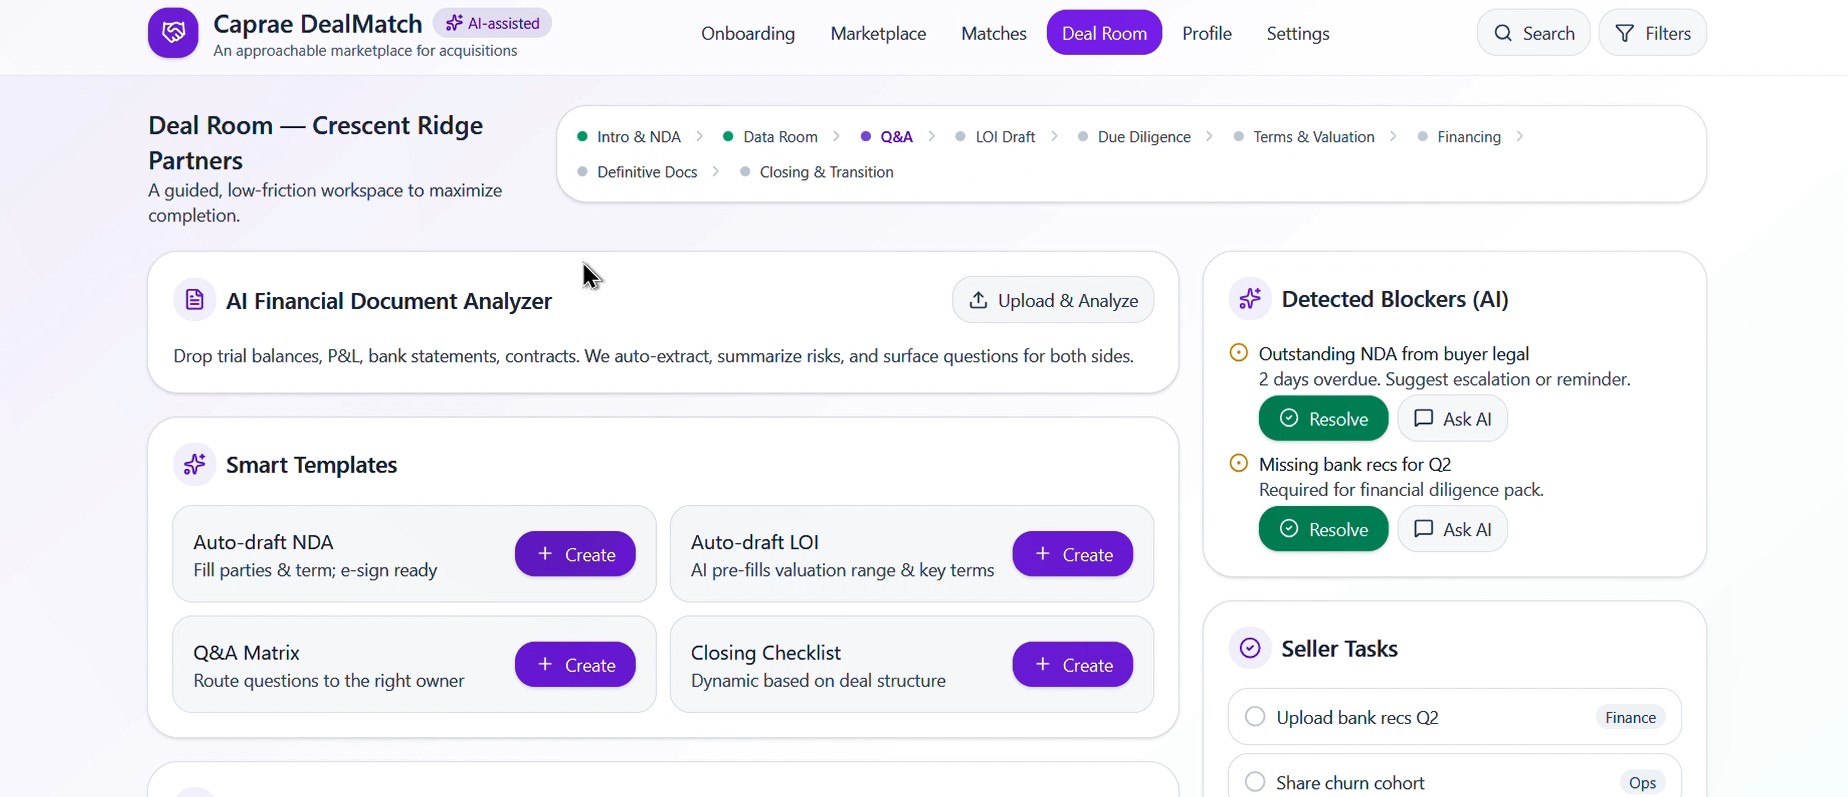 Caprae DealMatch
AI-assisted
An approachable marketplace for acquisitions
Onboarding
Marketplace
Matches
Deal Room
Profile
Settings
Search
Filters
Deal Room — Crescent Ridge
Partners
A guided, low-friction workspace to maximize
completion.
Intro & NDA
Data Room
Q&A
LOI Draft
Due Diligence
Terms & Valuation
Financing
Definitive Docs
Closing & Transition
AI Financial Document Analyzer
Upload & Analyze
Drop trial balances, P&L, bank statements, contracts. We auto-extract, summarize risks, and surface questions for both sides.
Smart Templates
Auto-draft NDA
Fill parties & term; e-sign ready
Create
Auto-draft LOI
AI pre-fills valuation range & key terms
Create
Q&A Matrix
Route questions to the right owner
Create
Closing Checklist
Dynamic based on deal structure
Create
Detected Blockers (AI)
Outstanding NDA from buyer legal
2 days overdue. Suggest escalation or reminder.
Resolve
Ask AI
Missing bank recs for Q2
Required for financial diligence pack.
Resolve
Ask AI
Seller Tasks
Upload bank recs Q2
Finance
Share churn cohort
Ops